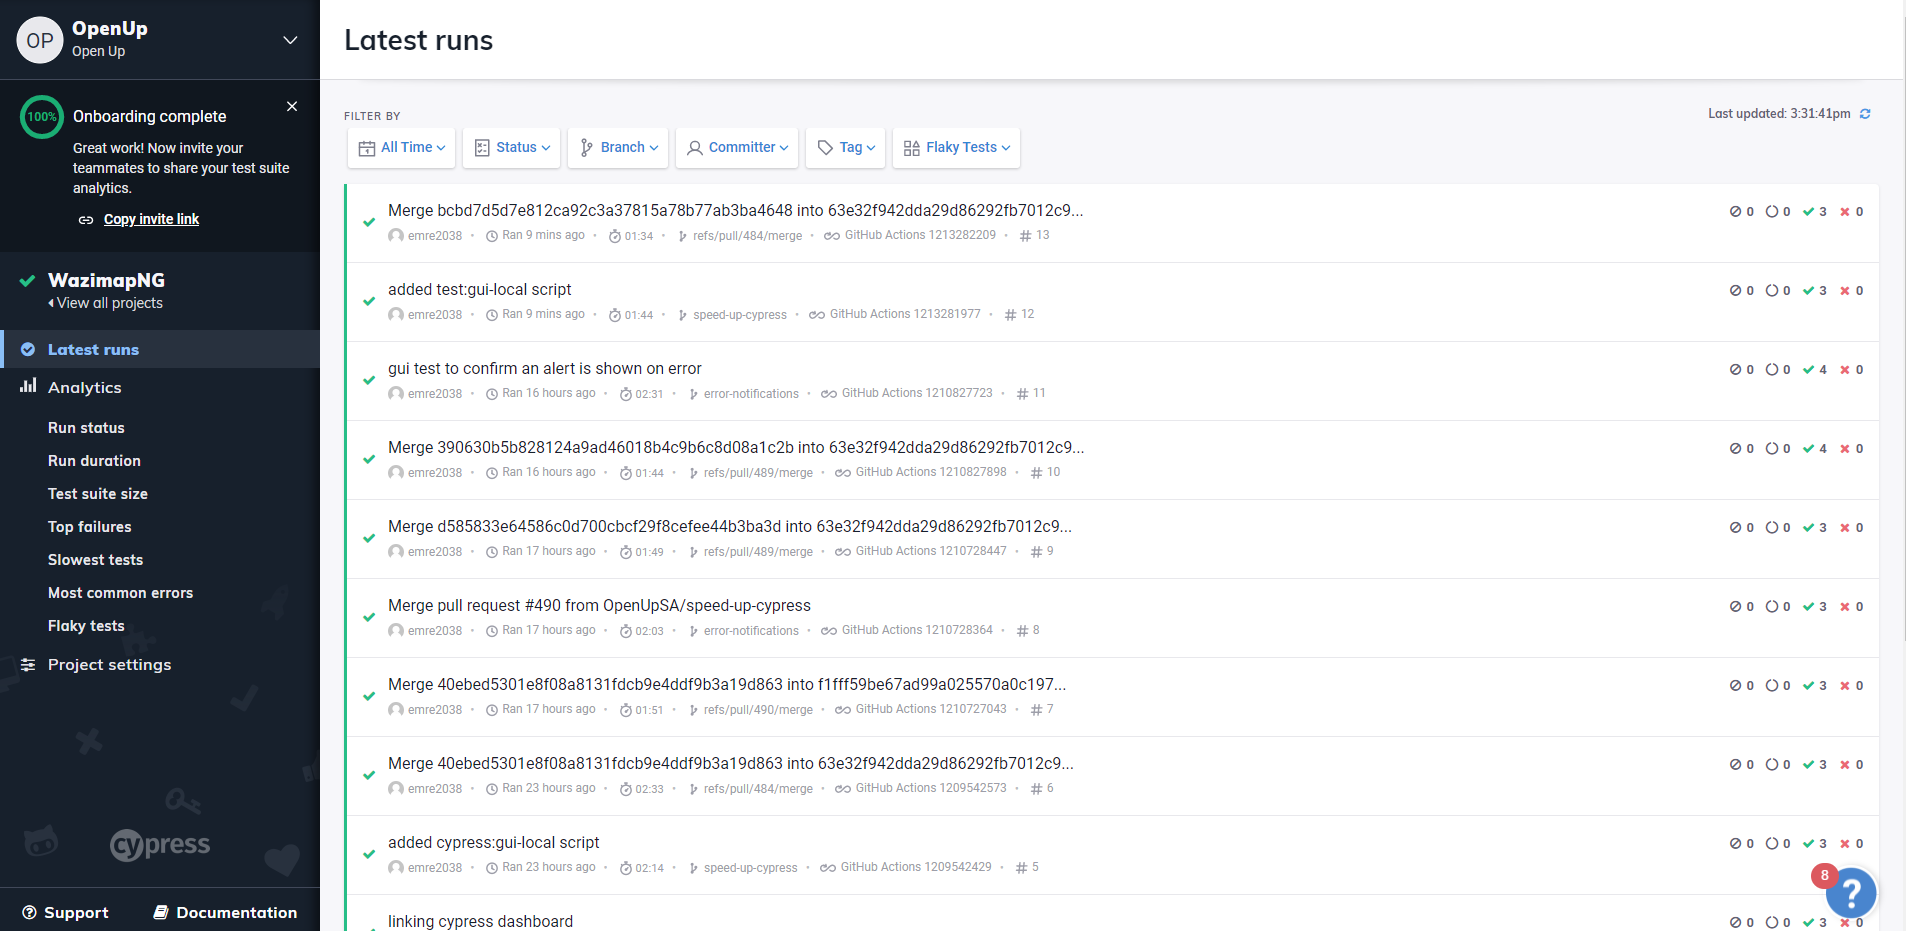 OP
OpenUp
Open Up
100%
Onboarding complete
Great work! Now invite your
teammates to share your test suite
analytics.
Copy invite link
WazimapNG
View all projects
Latest runs
Analytics
Run status
Run duration
Test suite size
Top failures
Slowest tests
Most common errors
Flaky tests
Project settings
cypress
Support Documentation
Latest runs
FILTER BY
Last updated: 3:31:41pm
All Time Status Branch Committer Tag Flaky Tests
Merge bcbd7d5d7e812ca92c3a37815a78b77ab3ba4648 into 63e32f942dda29d86292fb7012c9... 0 0 3 0
emre2038 • Ran 9 mins ago • 01:34 • refs/pull/484/merge • GitHub Actions 1213282209 • # 13
added test:gui-local script 0 0 3 0
emre2038 • Ran 9 mins ago • 01:44 • speed-up-cypress • GitHub Actions 1213281977 • # 12
gui test to confirm an alert is shown on error 0 0 4 0
emre2038 • Ran 16 hours ago • 02:31 • error-notifications • GitHub Actions 1210827723 • # 11
Merge 390630b5b828124a9ad46018b4c9b6c8d08a1c2b into 63e32f942dda29d86292fb7012c9... 0 0 4 0
emre2038 • Ran 16 hours ago • 01:44 • refs/pull/489/merge • GitHub Actions 1210827898 • # 10
Merge d585833e64586c0d700cbcf29f8cefee44b3ba3d into 63e32f942dda29d86292fb7012c9... 0 0 3 0
emre2038 • Ran 17 hours ago • 01:49 • refs/pull/489/merge • GitHub Actions 1210728447 • # 9
Merge pull request #490 from OpenUpSA/speed-up-cypress 0 0 3 0
emre2038 • Ran 17 hours ago • 02:03 • error-notifications • GitHub Actions 1210728364 • # 8
Merge 40ebed5301e8f08a8131fdcb9e4ddf9b3a19d863 into f1fff59be67ad99a025570a0c197... 0 0 3 0
emre2038 • Ran 17 hours ago • 01:51 • refs/pull/490/merge • GitHub Actions 1210727043 • # 7
Merge 40ebed5301e8f08a8131fdcb9e4ddf9b3a19d863 into 63e32f942dda29d86292fb7012c9... 0 0 3 0
emre2038 • Ran 23 hours ago • 02:33 • refs/pull/484/merge • GitHub Actions 1209542573 • # 6
added cypress:gui-local script 0 0 3 0
emre2038 • Ran 23 hours ago • 02:14 • speed-up-cypress • GitHub Actions 1209542429 • # 5
8
?
linking cypress dashboard 0 0 3 0